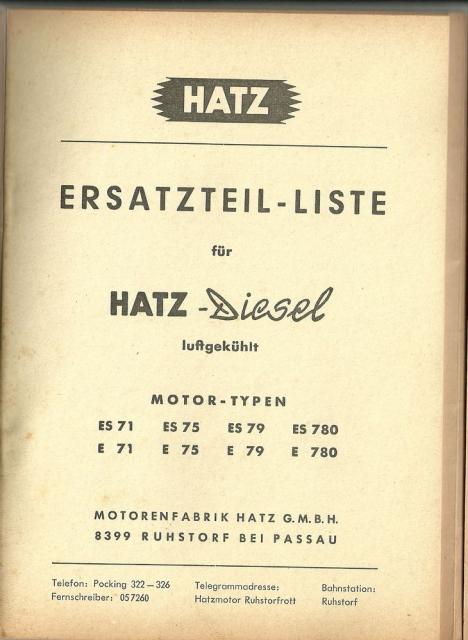 HATZ
ERSATZTEIL-LISTE
für
HATZ-Diesel
luftgekühlt
MOTOR-TYPEN
ES 71 ES 75 ES 79 ES 780
E 71 E 75 E 79 E 780
MOTORENFABRIK HATZ G.M.B.H.
8399 RUHSTORF BEI PASSAU
Telefon: Pocking 322—326 Telegrammadresse: Bahnstation:
Fernschreiber: 057260 Hatzmotor Ruhstorfrott Ruhstorf